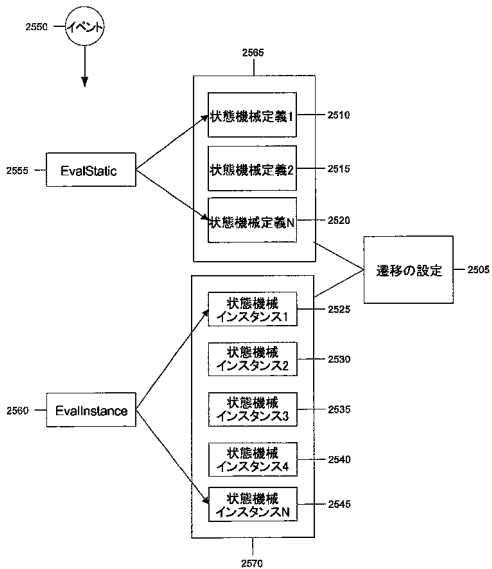 2550
イベント
2565
状態機械定義1
2510
2555
EvalStatic
状態機械定義2
2515
状態機械定義N
2520
遷移の設定
2505
状態機械
インスタンス1
2525
状態機械
インスタンス2
2530
2560
EvalInstance
状態機械
インスタンス3
2535
状態機械
インスタンス4
2540
状態機械
インスタンスN
2545
2570